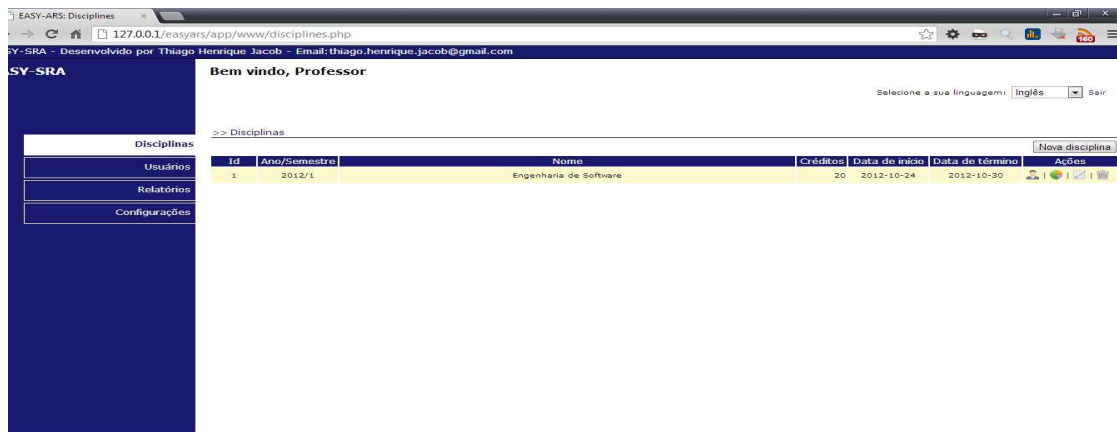 EASY-ARS: Disciplines
127.0.0.1/easyars/app/www/disciplines.php
160
SY-SRA - Desenvolvido por Thiago Henrique Jacob - Email:thiago.henrique.jacob@gmail.com
SY-SRA
Bem vindo, Professor
Selecione a sua linguagem: Inglês Sair
>> Disciplinas
Disciplinas
Nova disciplina
Usuários
Id Ano/Semestre Nome Créditos Data de início Data de término Ações
1 2012/1 Engenharia de Software 20 2012-10-24 2012-10-30
Relatórios
Configurações